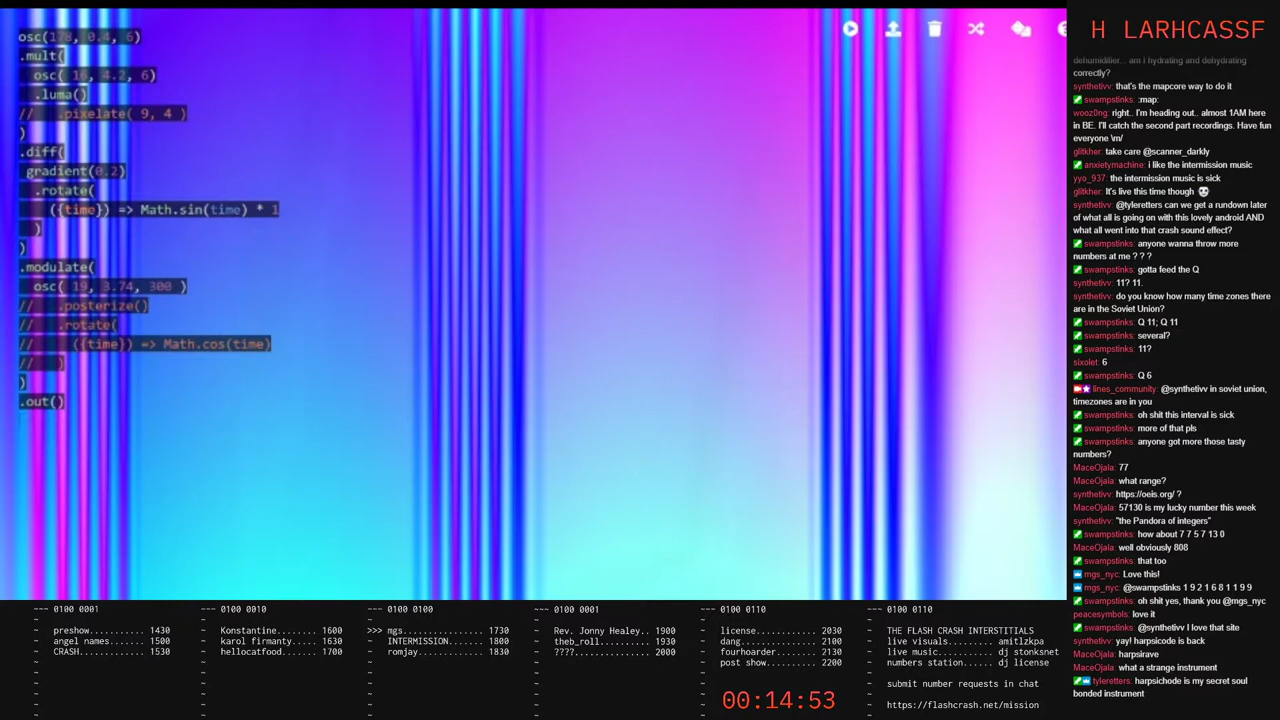 osc(178, 0.4, 6)
.mult(
osc( 16, 4.2, 6)
.luma()
// .pixelate( 9, 4 )
)
.diff(
gradient(0.2)
.rotate(
({time}) => Math.sin(time) * 1
)
)
.modulate(
osc( 19, 3.74, 300 )
// .posterize()
// .rotate(
// ({time}) => Math.cos(time)
// )
)
.out()
H LARHCASSF
dehumidifier... am i hydrating and dehydrating
correctly?
synthetivv: that's the mapcore way to do it
swampstinks: :map:
wooz0ng: right.. I'm heading out.. almost 1AM here
in BE. I'll catch the second part recordings. Have fun
everyone \m/
glitkher: take care @scanner_darkly
anxietymachine: i like the intermission music
yyo_937: the intermission music is sick
glitkher: It's live this time though
synthetivv: @tyleretters can we get a rundown later
of what all is going on with this lovely android AND
what all went into that crash sound effect?
swampstinks: anyone wanna throw more
numbers at me ? ? ?
swampstinks: gotta feed the Q
synthetivv: 11? 11.
synthetivv: do you know how many time zones there
are in the Soviet Union?
swampstinks: Q 11; Q 11
swampstinks: several?
swampstinks: 11?
sixolet: 6
swampstinks: Q 6
lines_community: @synthetivv in soviet union,
timezones are in you
swampstinks: oh shit this interval is sick
swampstinks: more of that pls
swampstinks: anyone got more those tasty
numbers?
MaceOjala: 77
MaceOjala: what range?
synthetivv: https://oeis.org/ ?
MaceOjala: 57130 is my lucky number this week
synthetivv: "the Pandora of integers"
swampstinks: how about 7 7 5 7 13 0
MaceOjala: well obviously 808
swampstinks: that too
mgs_nyc: Love this!
mgs_nyc: @swampstinks 1 9 2 1 6 8 1 1 9 9
swampstinks: oh shit yes, thank you @mgs_nyc
peacesymbols: love it
swampstinks: @synthetivv I love that site
synthetivv: yay! harpsicode is back
MaceOjala: harpsirave
MaceOjala: what a strange instrument
tyleretters: harpsichode is my secret soul
bonded instrument
~~~ 0100 0001
~
~ preshow........... 1430
~ angel names....... 1500
~ CRASH............. 1530
~
~
~
~
~
~~~ 0100 0010
~
~ Konstantine....... 1600
~ karol firmanty.... 1630
~ hellocatfood...... 1700
~
~
~
~
~
~~~ 0100 0100
~
>>> mgs............... 1730
~ INTERMISSION...... 1800
~ romjay............ 1830
~
~
~
~
~
~~~ 0100 0001
~
~ Rev. Jonny Healey.. 1900
~ theb_roll.......... 1930
~ ????............... 2000
~
~
~
~
~
~~~ 0100 0110
~
~ license........... 2030
~ dang.............. 2100
~ fourhoarder....... 2130
~ post show......... 2200
~
~
~ 00:14:53
~
~~~ 0100 0110
~
~ THE FLASH CRASH INTERSTITIALS
~ live visuals....... amitlzkpa
~ live music....... dj stonksnet
~ numbers station...... dj license
~
~ submit number requests in chat
~
~ https://flashcrash.net/mission